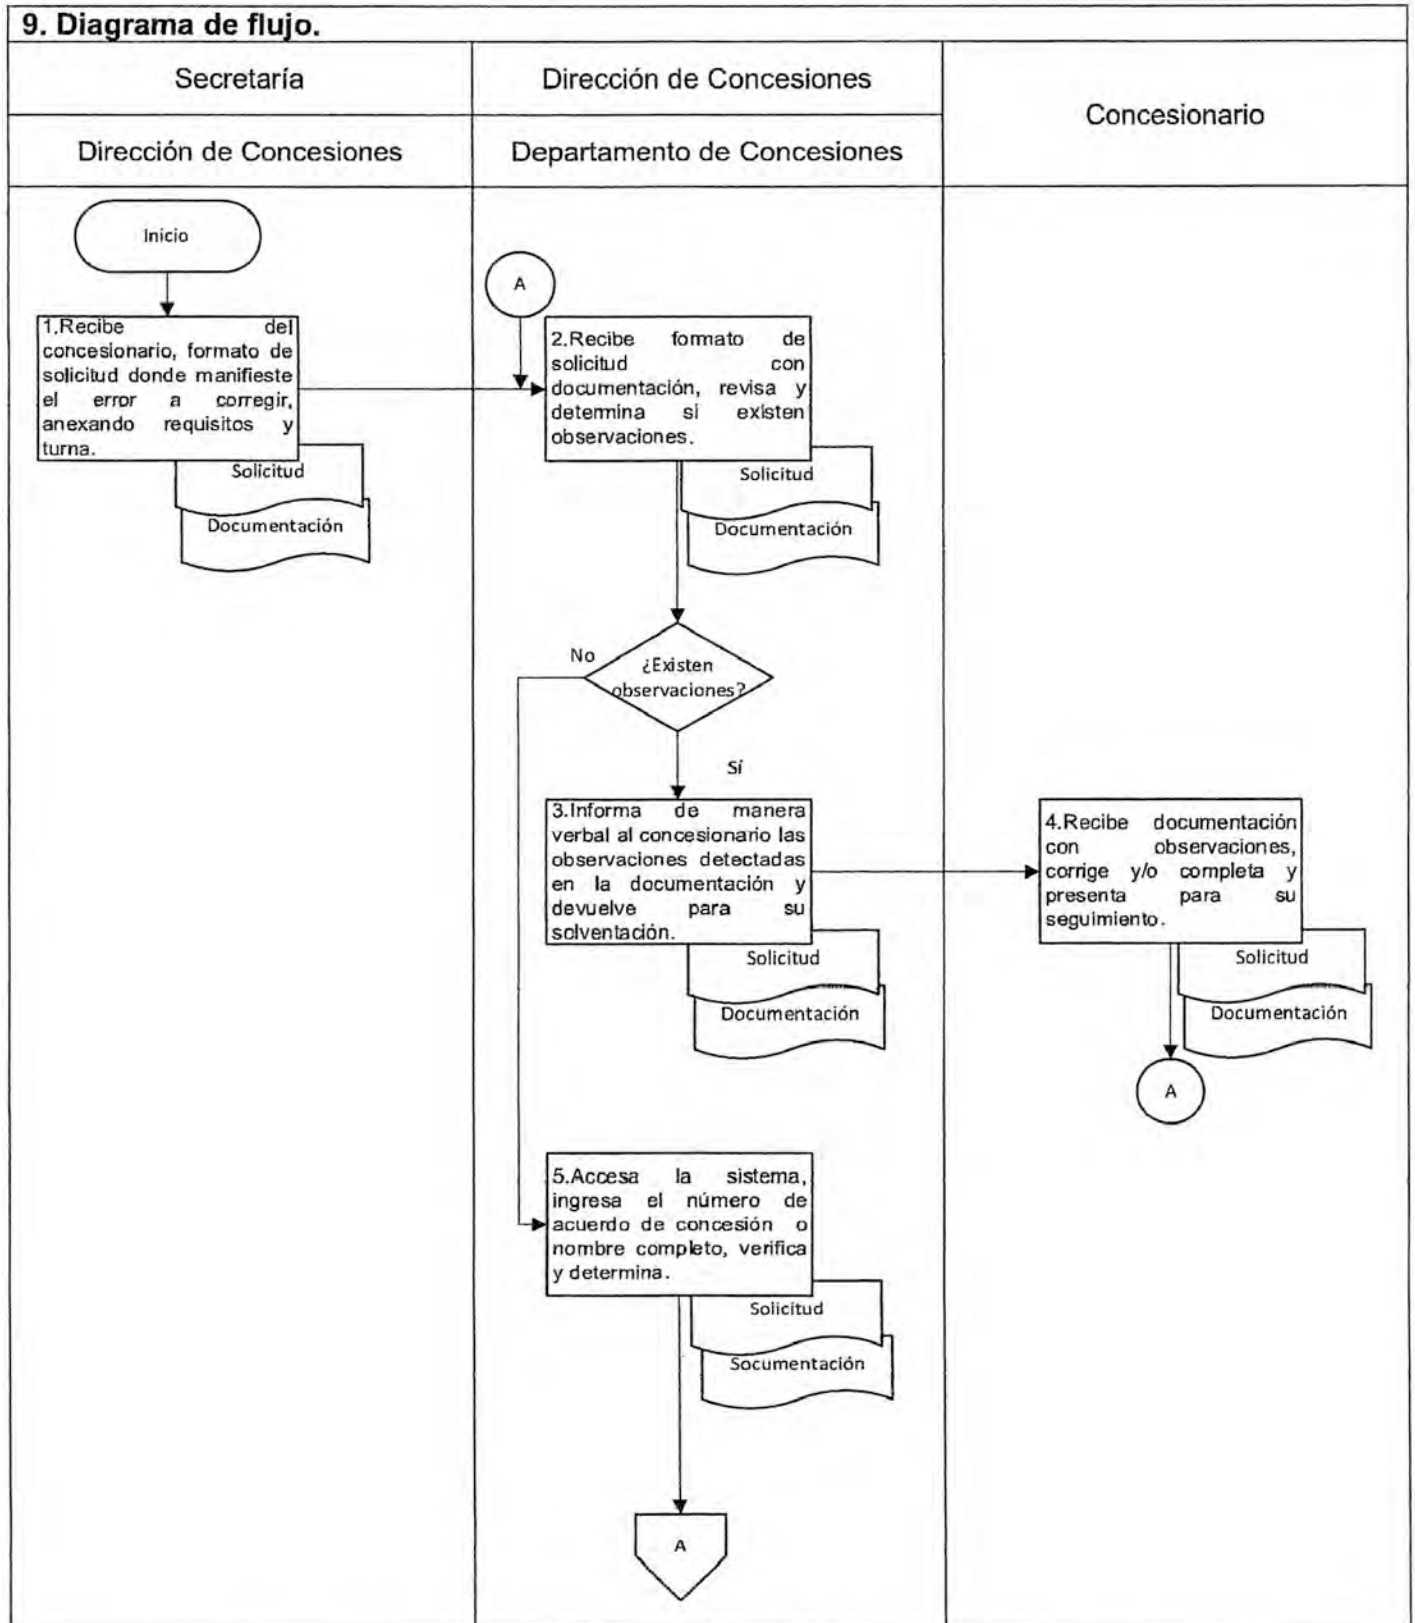 9. Diagrama de flujo.
Secretaría
Dirección de Concesiones
Concesionario
Dirección de Concesiones
Departamento de Concesiones
Inicio
A
1.Recibe del
concesionario, formato de
solicitud donde manifieste
el error a corregir,
anexando requisitos y
turna.
Solicitud
Documentación
2.Recibe formato de
solicitud con
documentación, revisa y
determina si existen
observaciones.
Solicitud
Documentación
No
¿Existen
observaciones?
Sí
3.Informa de manera
verbal al concesionario las
observaciones detectadas
en la documentación y
devuelve para su
solventación.
Solicitud
Documentación
4.Recibe documentación
con observaciones,
corrige y/o completa y
presenta para su
seguimiento.
Solicitud
Documentación
A
5.Accesa la sistema,
ingresa el número de
acuerdo de concesión o
nombre completo, verifica
y determina.
Solicitud
Socumentación
A